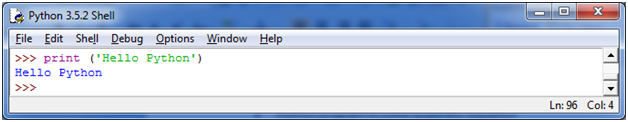 Python 3.5.2 Shell
File Edit Shell Debug Options Window Help
>>> print ('Hello Python')
Hello Python
>>>
Ln: 96 Col: 4